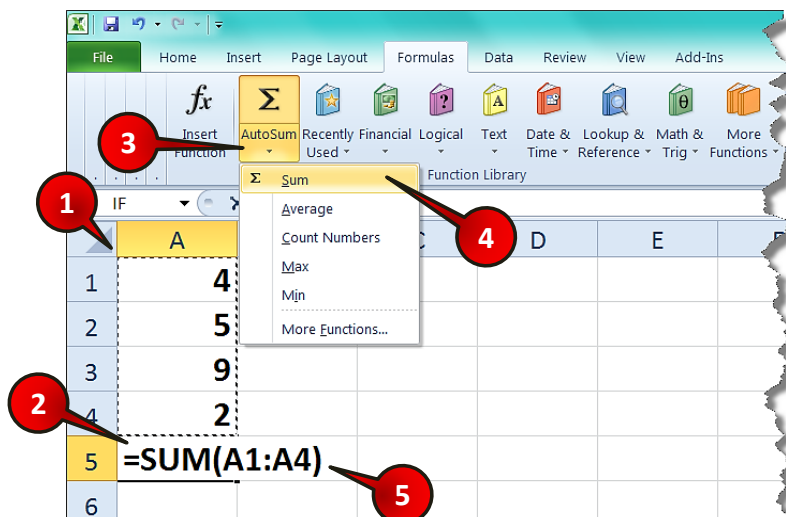 File Home Insert Page Layout Formulas Data Review View Add-Ins
fx Σ ? A θ
Insert Function
AutoSum
Recently Used
Financial
Logical
Text
Date & Time
Lookup & Reference
Math & Trig
More Functions
Function Library
3
Σ Sum
Average
Count Numbers
Max
Min
More Functions...
4
1
IF
A C D E F
1 4
2 5
3 9
4 2
2
5 =SUM(A1:A4)
5
6